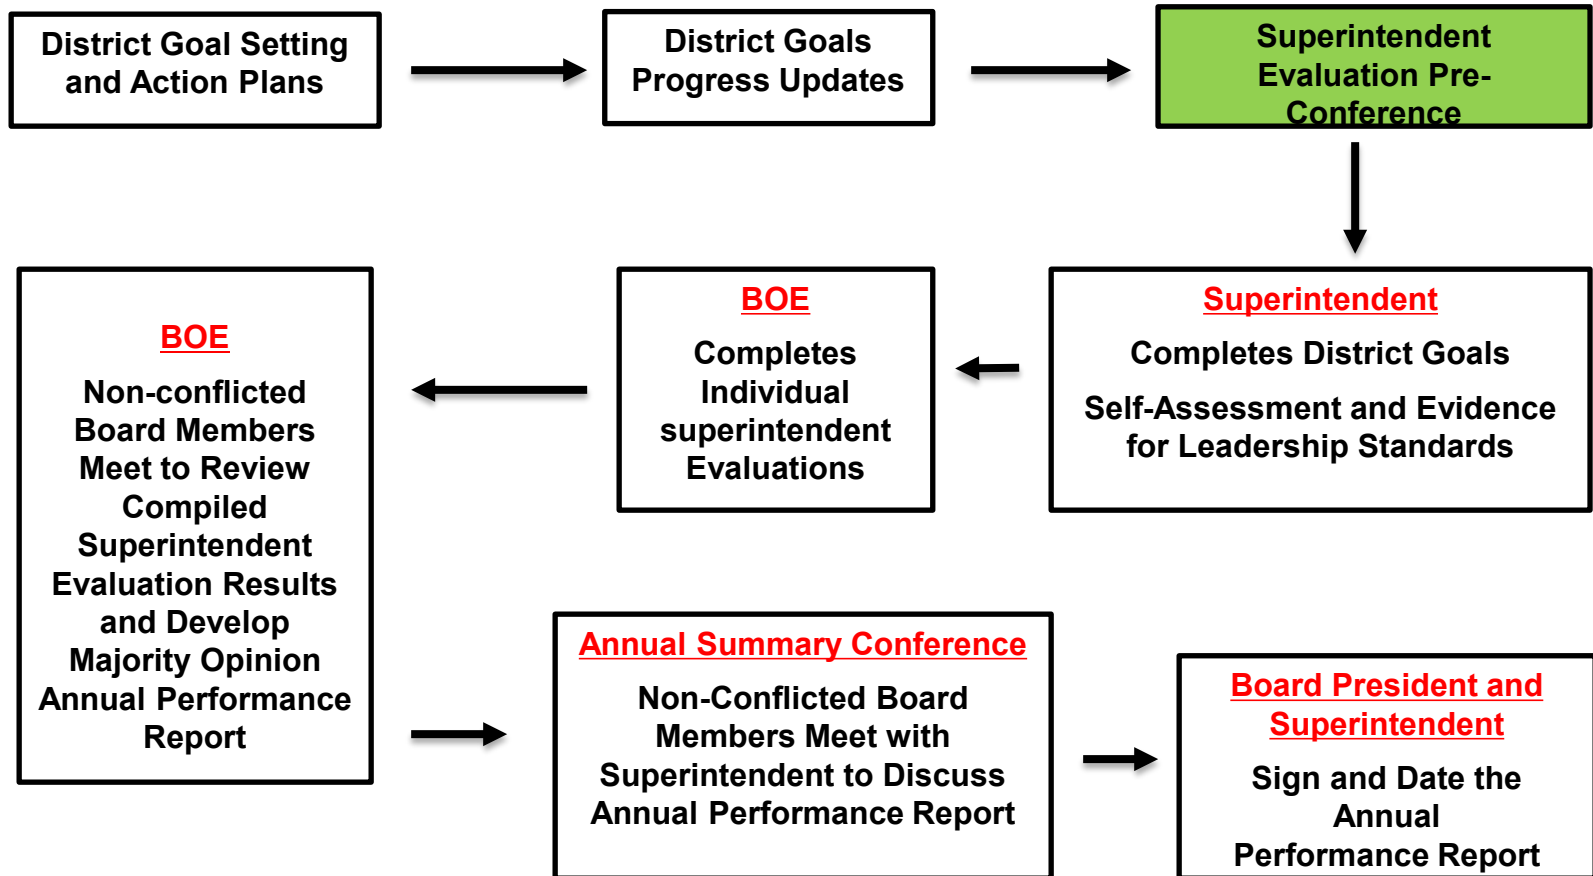 District Goal Setting
and Action Plans
District Goals
Progress Updates
Superintendent
Evaluation Pre-
Conference
Superintendent
Completes District Goals
Self-Assessment and Evidence
for Leadership Standards
BOE
Completes
Individual
superintendent
Evaluations
BOE
Non-conflicted
Board Members
Meet to Review
Compiled
Superintendent
Evaluation Results
and Develop
Majority Opinion
Annual Performance
Report
Annual Summary Conference
Non-Conflicted Board
Members Meet with
Superintendent to Discuss
Annual Performance Report
Board President and
Superintendent
Sign and Date the
Annual
Performance Report